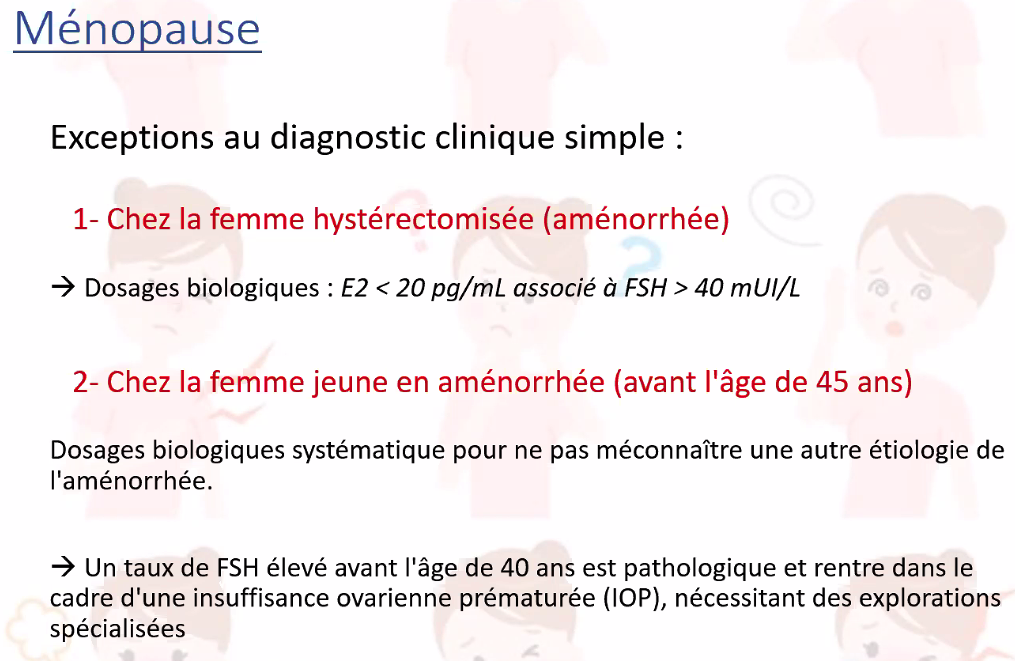 Ménopause
Exceptions au diagnostic clinique simple :
1- Chez la femme hystérectomisée (aménorrhée)
→ Dosages biologiques : E2 < 20 pg/mL associé à FSH > 40 mUI/L
2- Chez la femme jeune en aménorrhée (avant l'âge de 45 ans)
Dosages biologiques systématique pour ne pas méconnaître une autre étiologie de
l'aménorrhée.
→ Un taux de FSH élevé avant l'âge de 40 ans est pathologique et rentre dans le
cadre d'une insuffisance ovarienne prématurée (IOP), nécessitant des explorations
spécialisées